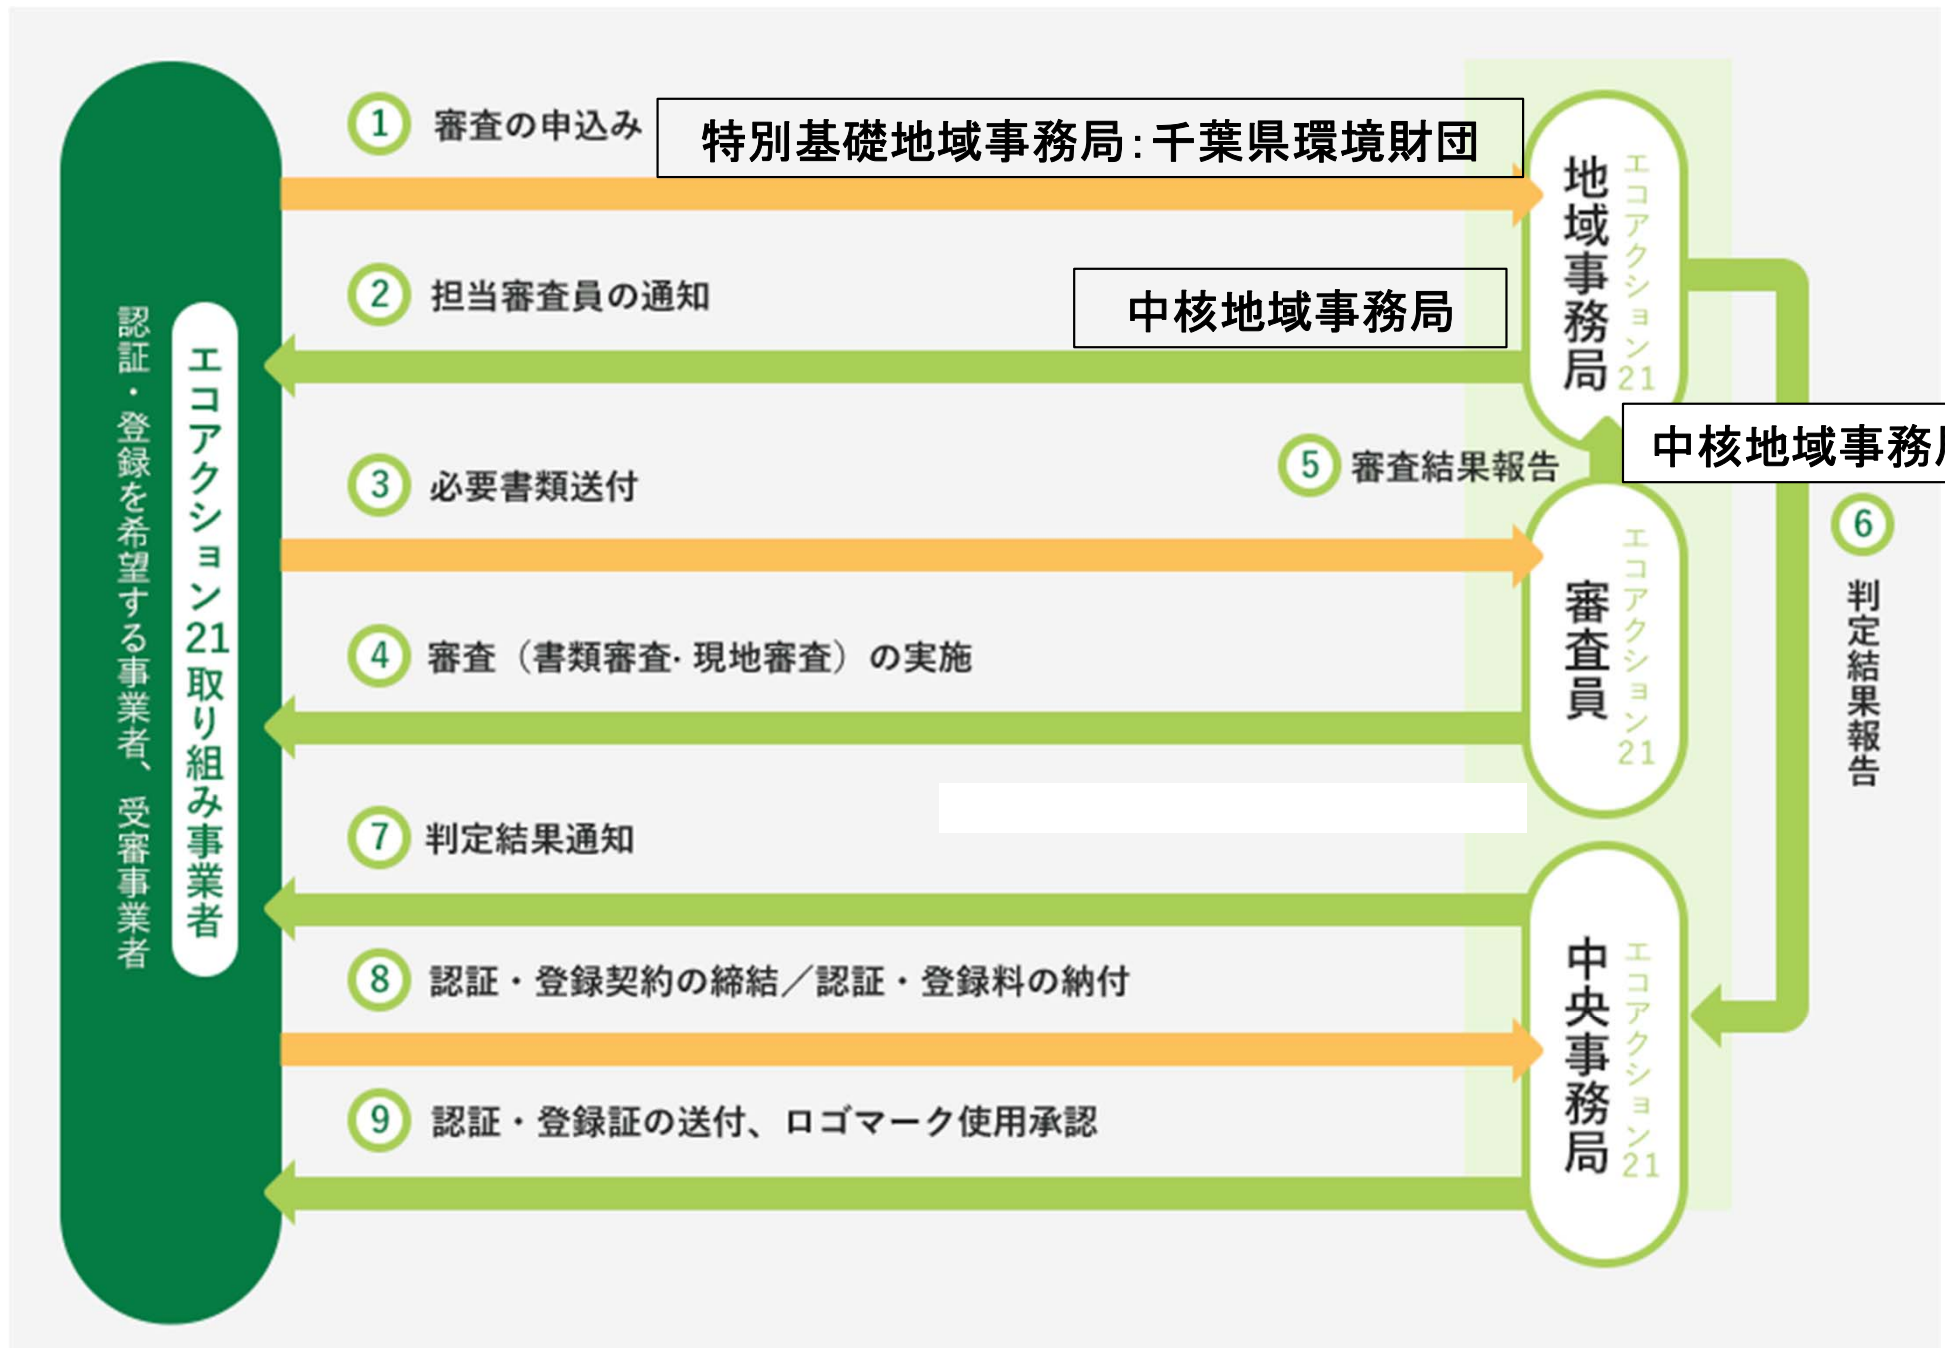 認証・登録を希望する事業者、受審事業者
エコアクション21取り組み事業者
1 審査の申込み
特別基礎地域事務局：千葉県環境財団
2 担当審査員の通知
中核地域事務局
3 必要書類送付
4 審査（書類審査・現地審査）の実施
5 審査結果報告
中核地域事務
6 判定結果報告
7 判定結果通知
8 認証・登録契約の締結／認証・登録料の納付
9 認証・登録証の送付、ロゴマーク使用承認
エコアクション21
地域事務局
エコアクション21
審査員
エコアクション21
中央事務局